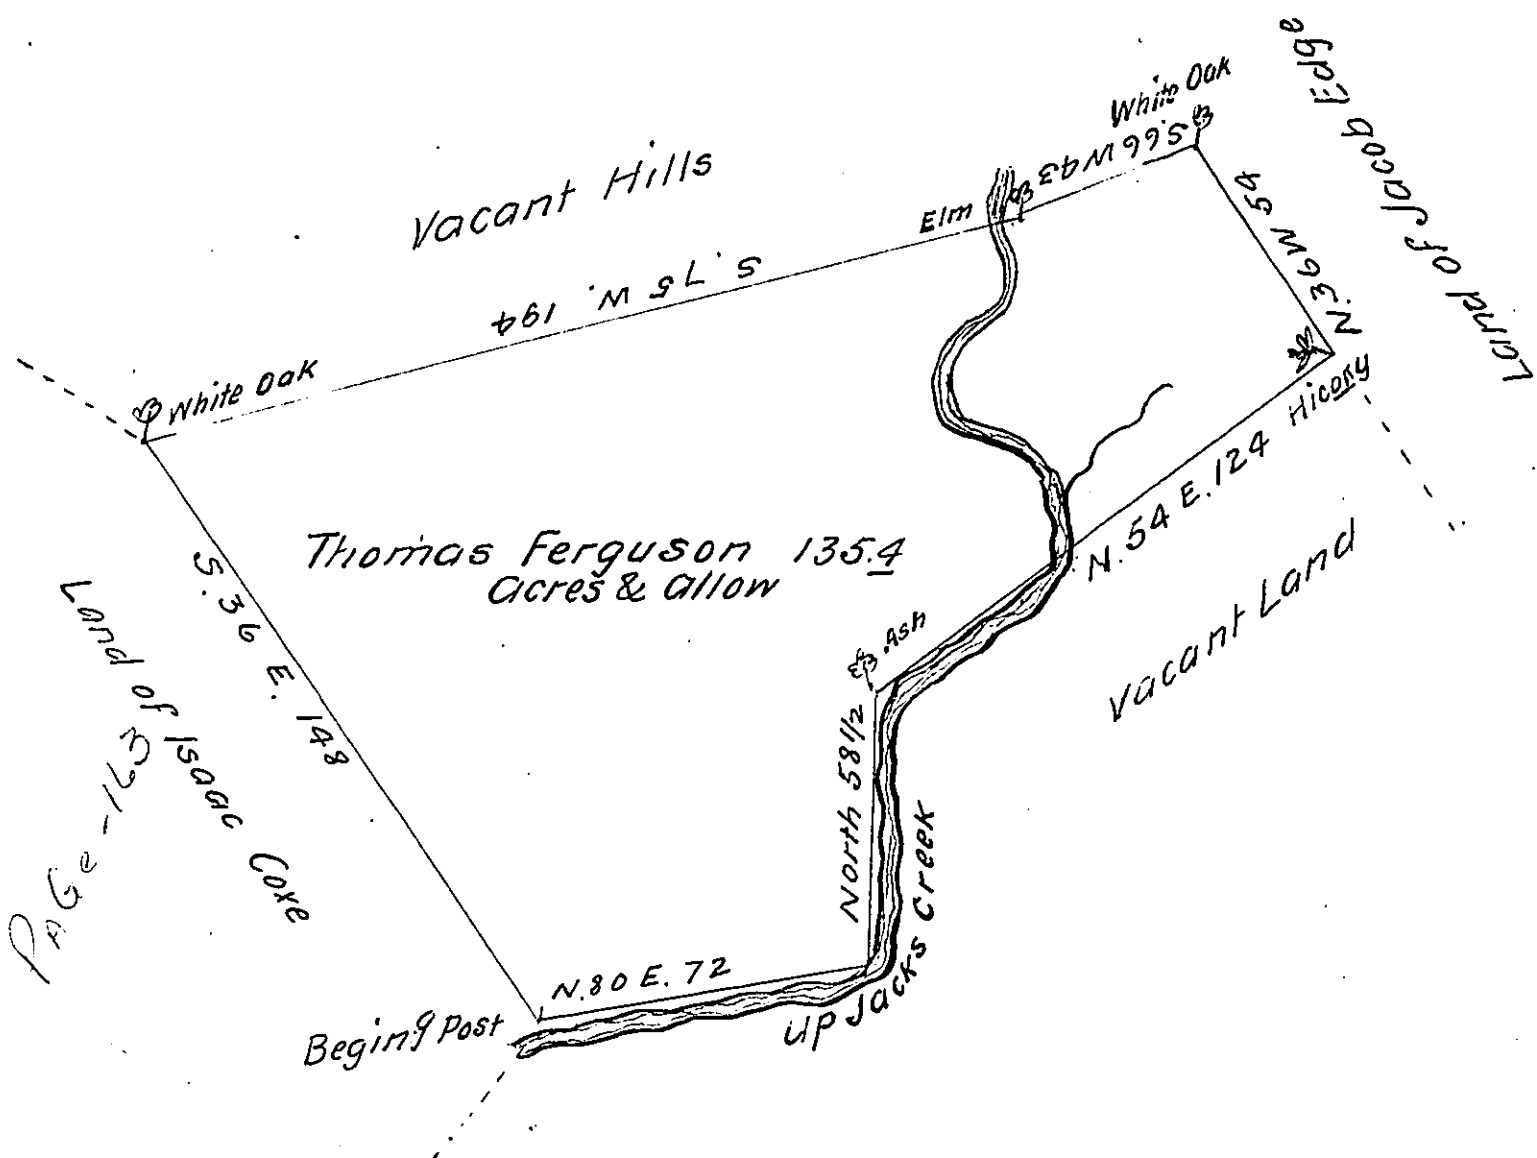 Land of Jacob Edge
White Oak
S.66 W 43
N.36 W 54
Vacant Hills
Elm
S. 75 W. 194
White Oak
Hicory
N. 54 E. 124
Vacant Land
Thomas Ferguson 135.4
Acres & allow
S. 36 E. 148
Land of Isaac Coxe
PAGe - 163
Ash
North 58 1/2
N. 80 E. 72
Begin'g Post
Up Jacks Creek